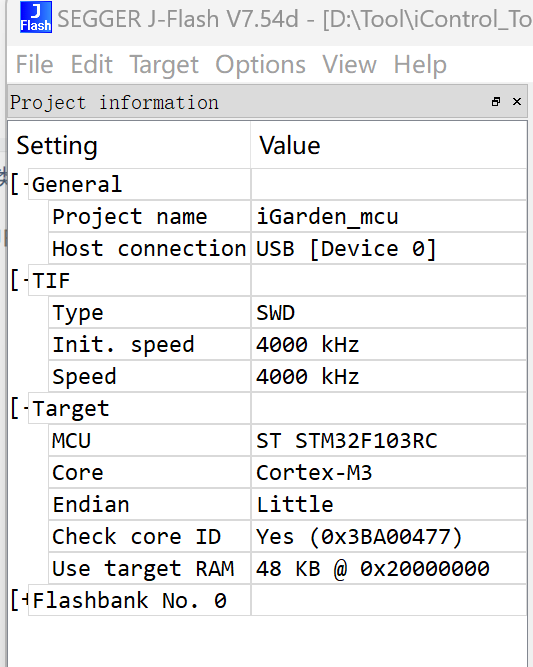 J Flash SEGGER J-Flash V7.54d - [D:\Tool\iControl_To
File Edit Target Options View Help
Project information
Setting Value
[-General
Project name iGarden_mcu
Host connection USB [Device 0]
[-TIF
Type SWD
Init. speed 4000 kHz
Speed 4000 kHz
[-Target
MCU ST STM32F103RC
Core Cortex-M3
Endian Little
Check core ID Yes (0x3BA00477)
Use target RAM 48 KB @ 0x20000000
[+Flashbank No. 0